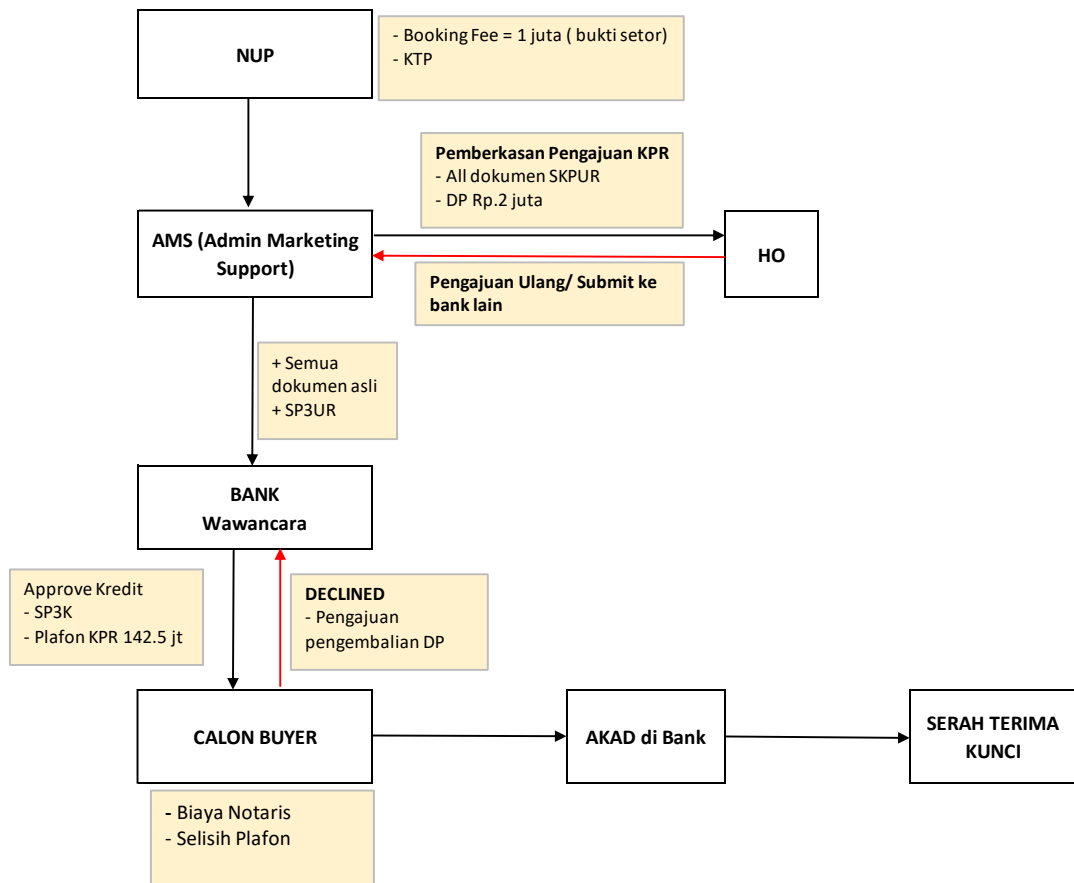 NUP
- Booking Fee = 1 juta ( bukti setor)
- KTP
Pemberkasan Pengajuan KPR
- All dokumen SKPUR
- DP Rp.2 juta
AMS (Admin Marketing
Support)
HO
Pengajuan Ulang/ Submit ke
bank lain
+ Semua
dokumen asli
+ SP3UR
BANK
Wawancara
Approve Kredit
- SP3K
- Plafon KPR 142.5 jt
DECLINED
- Pengajuan
pengembalian DP
CALON BUYER
AKAD di Bank
SERAH TERIMA
KUNCI
- Biaya Notaris
- Selisih Plafon